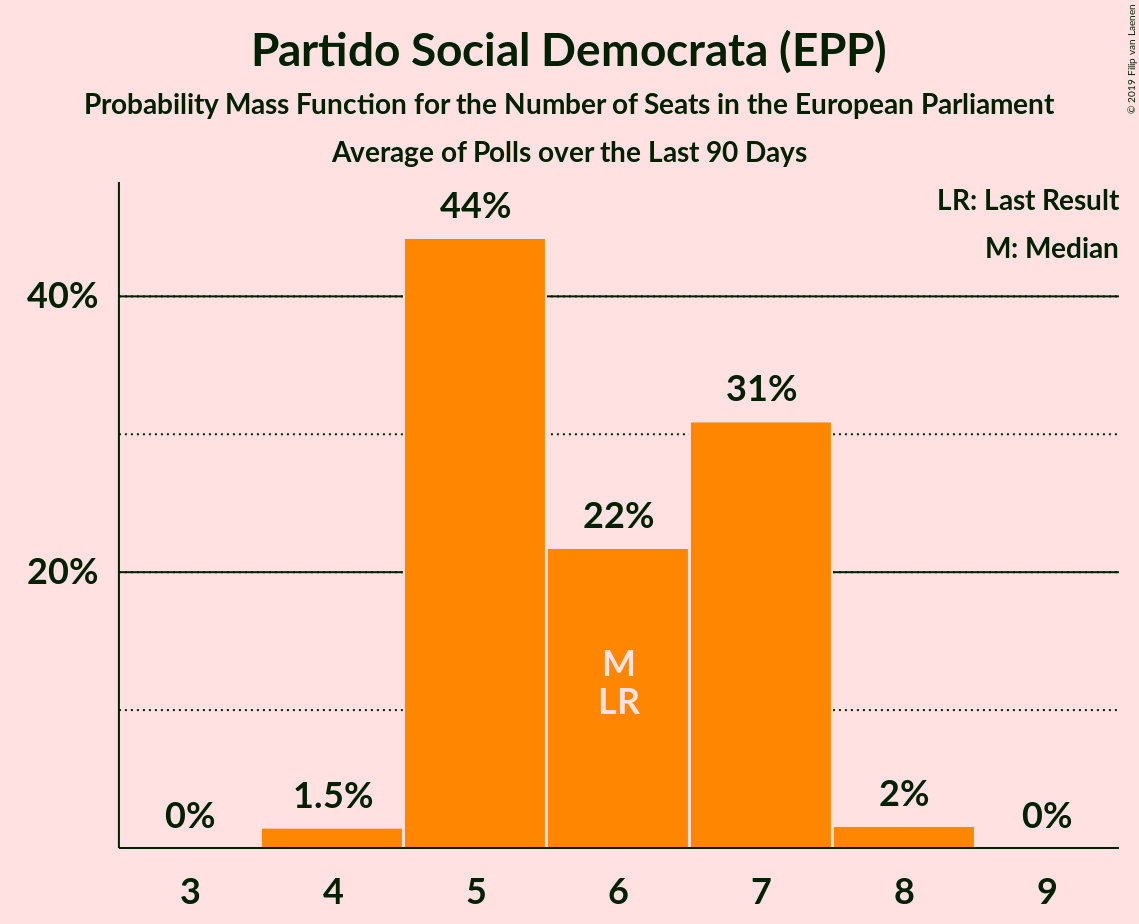 Partido Social Democrata (EPP)
Probability Mass Function for the Number of Seats in the European Parliament
Average of Polls over the Last 90 Days
© 2019 Filip van Laenen
LR: Last Result
M: Median
44%
40%
31%
22%
20%
M
LR
1.5%
2%
0%
0%
3 4 5 6 7 8 9